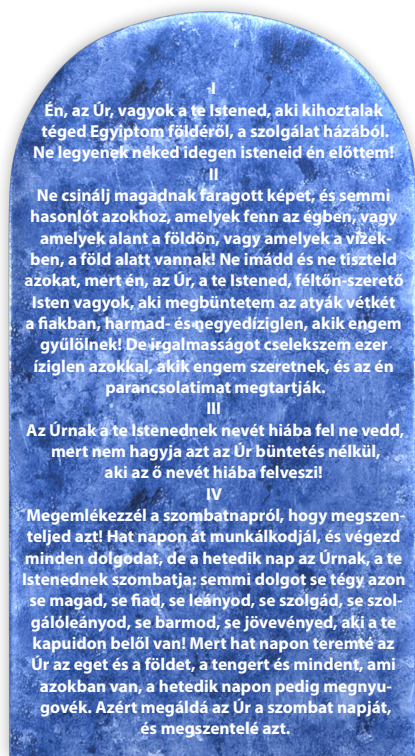 I
Én, az Úr, vagyok a te Istened, aki kihoztalak
téged Egyiptom földéről, a szolgálat házából.
Ne legyenek néked idegen isteneid én előttem!
II
Ne csinálj magadnak faragott képet, és semmi
hasonlót azokhoz, amelyek fenn az égben, vagy
amelyek alant a földön, vagy amelyek a vizek-
ben, a föld alatt vannak! Ne imádd és ne tiszteld
azokat, mert én, az Úr, a te Istened, féltőn-szerető
Isten vagyok, aki megbüntetem az atyák vétkét
a fiakban, harmad- és negyedíziglen, akik engem
gyűlölnek! De irgalmasságot cselekszem ezer
íziglen azokkal, akik engem szeretnek, és az én
parancsolatimat megtartják.
III
Az Úrnak a te Istenednek nevét hiába fel ne vedd,
mert nem hagyja azt az Úr büntetés nélkül,
aki az ő nevét hiába felveszi!
IV
Megemlékezzél a szombatnapról, hogy megszen-
teljed azt! Hat napon át munkálkodjál, és végezd
minden dolgodat, de a hetedik nap az Úrnak, a te
Istenednek szombatja: semmi dolgot se tégy azon
se magad, se fiad, se leányod, se szolgád, se szol-
gálóleányod, se barmod, se jövevényed, aki a te
kapuidon belől van! Mert hat napon teremté az
Úr az eget és a földet, a tengert és mindent, ami
azokban van, a hetedik napon pedig megnyu-
govék. Azért megáldá az Úr a szombat napját,
és megszentelé azt.